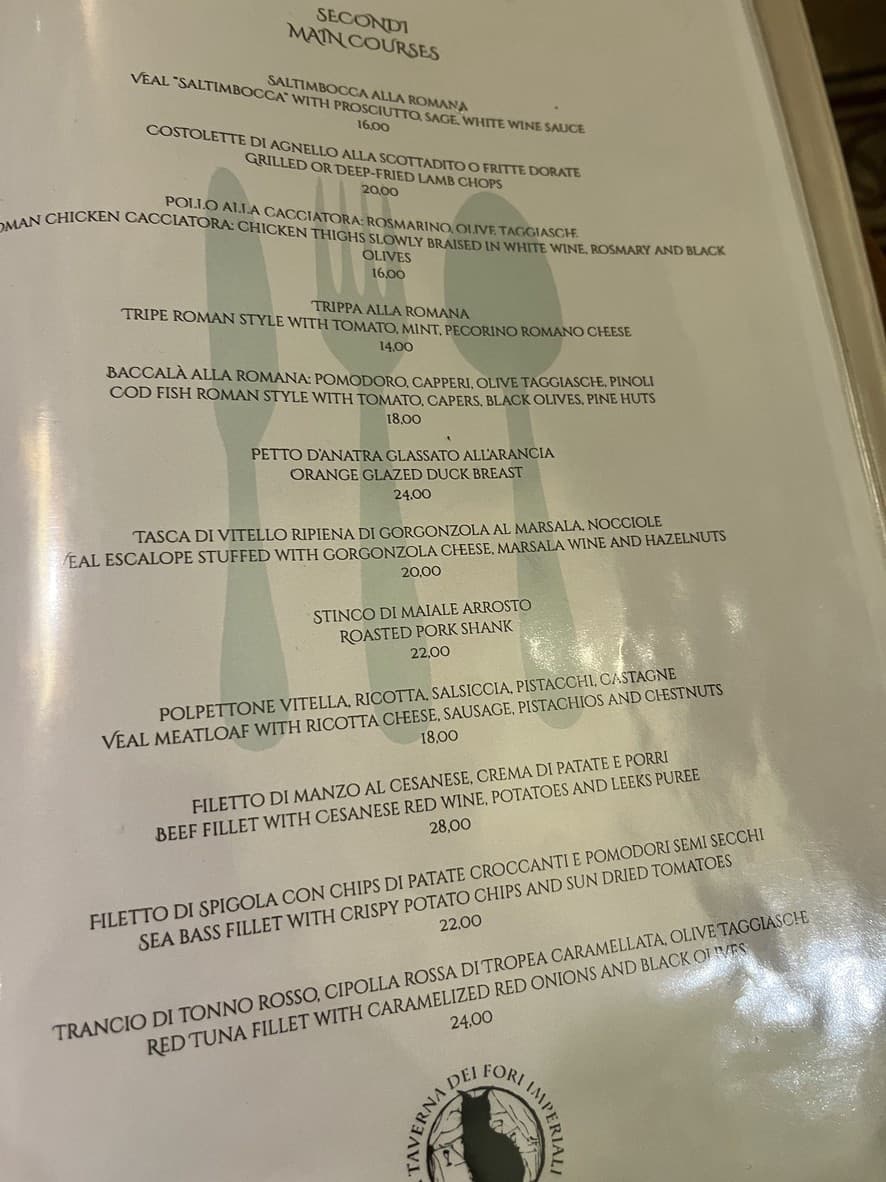 SECONDI
MAIN COURSES
SALTIMBOCCA ALLA ROMANA
VEAL "SALTIMBOCCA" WITH PROSCIUTTO, SAGE, WHITE WINE SAUCE
16,00
COSTOLETTE DI AGNELLO ALLA SCOTTADITO O FRITTE DORATE
GRILLED OR DEEP-FRIED LAMB CHOPS
20,00
POLLO ALLA CACCIATORA: ROSMARINO, OLIVE TAGGIASCHE
CHICKEN CACCIATORA: CHICKEN THIGHS SLOWLY BRAISED IN WHITE WINE, ROSMARY AND BLACK
OLIVES
16,00
TRIPPA ALLA ROMANA
TRIPE ROMAN STYLE WITH TOMATO, MINT, PECORINO ROMANO CHEESE
14,00
BACCALÀ ALLA ROMANA: POMODORO, CAPPERI, OLIVE TAGGIASCHE, PINOLI
COD FISH ROMAN STYLE WITH TOMATO, CAPERS, BLACK OLIVES, PINE HUTS
18,00
PETTO D'ANATRA GLASSATO ALL'ARANCIA
ORANGE GLAZED DUCK BREAST
24,00
TASCA DI VITELLO RIPIENA DI GORGONZOLA AL MARSALA, NOCCIOLE
VEAL ESCALOPE STUFFED WITH GORGONZOLA CHEESE, MARSALA WINE AND HAZELNUTS
20,00
STINCO DI MAIALE ARROSTO
ROASTED PORK SHANK
22,00
POLPETTONE VITELLA, RICOTTA, SALSICCIA, PISTACCHI, CASTAGNE
VEAL MEATLOAF WITH RICOTTA CHEESE, SAUSAGE, PISTACHIOS AND CHESTNUTS
18,00
FILETTO DI MANZO AL CESANESE, CREMA DI PATATE E PORRI
BEEF FILLET WITH CESANESE RED WINE, POTATOES AND LEEKS PUREE
28,00
FILETTO DI SPIGOLA CON CHIPS DI PATATE CROCCANTI E POMODORI SEMI SECCHI
SEA BASS FILLET WITH CRISPY POTATO CHIPS AND SUN DRIED TOMATOES
22,00
TRANCIO DI TONNO ROSSO, CIPOLLA ROSSA DI TROPEA CARAMELLATA, OLIVE TAGGIASCHE
RED TUNA FILLET WITH CARAMELIZED RED ONIONS AND BLACK OLIVES
24,00
TAVERNA DEI FORI IMPERIALI